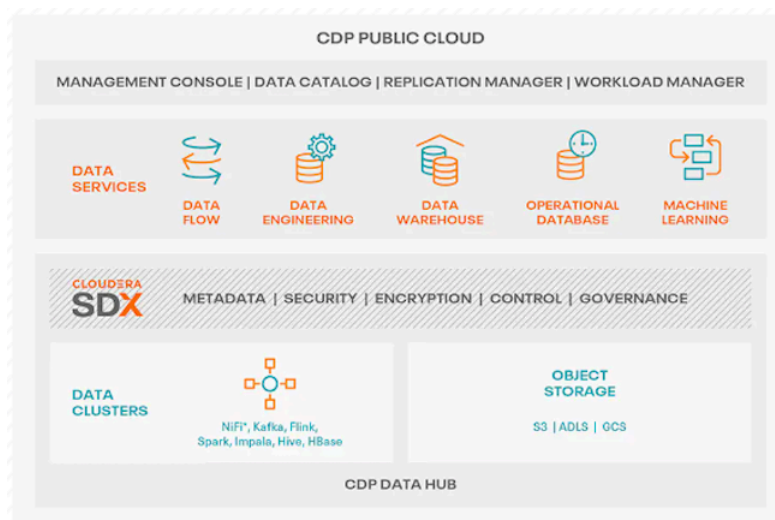 CDP PUBLIC CLOUD
MANAGEMENT CONSOLE | DATA CATALOG | REPLICATION MANAGER | WORKLOAD MANAGER
DATA
SERVICES
DATA
FLOW
DATA
ENGINEERING
DATA
WAREHOUSE
OPERATIONAL
DATABASE
MACHINE
LEARNING
CLOUDERA
SDX
METADATA | SECURITY | ENCRYPTION | CONTROL | GOVERNANCE
DATA
CLUSTERS
NiFi*, Kafka, Flink,
Spark, Impala, Hive, HBase
OBJECT
STORAGE
S3 | ADLS | GCS
CDP DATA HUB